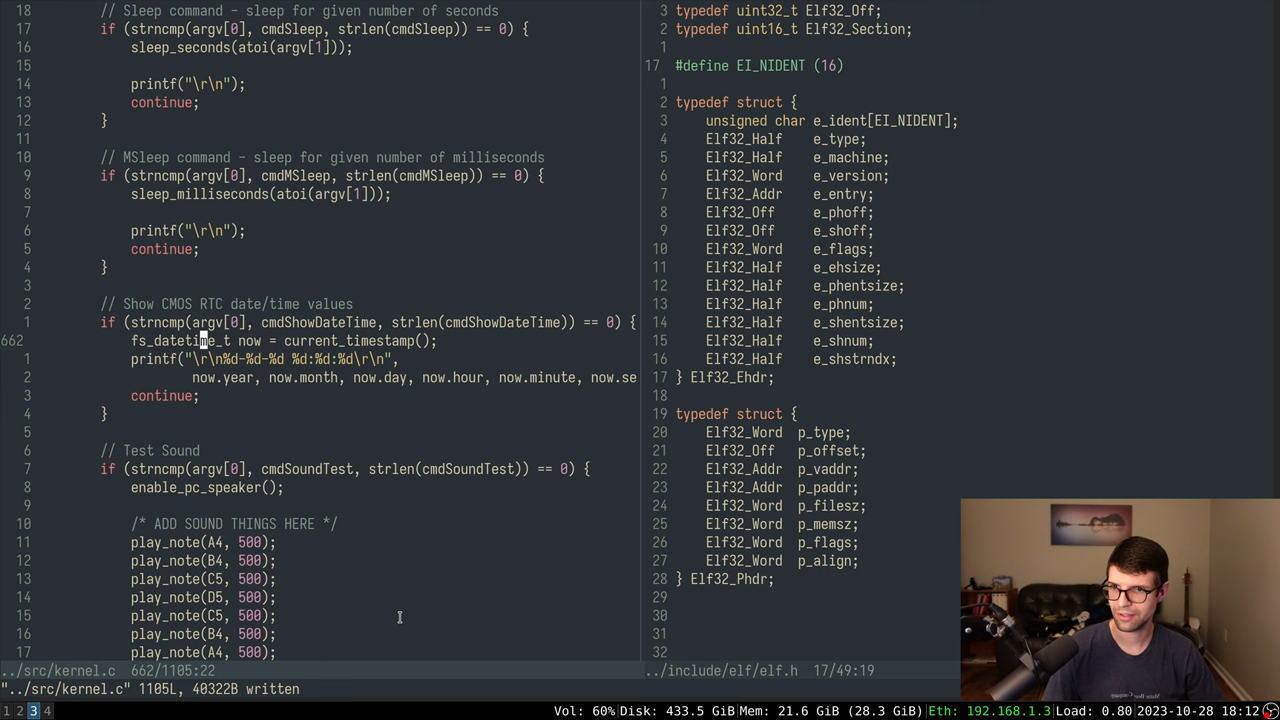 18 // Sleep command - sleep for given number of seconds
17 if (strncmp(argv[0], cmdSleep, strlen(cmdSleep)) == 0) {
16 sleep_seconds(atoi(argv[1]));
15
14 printf("\r\n");
13 continue;
12 }
11
10 // MSleep command - sleep for given number of milliseconds
9 if (strncmp(argv[0], cmdMSleep, strlen(cmdMSleep)) == 0) {
8 sleep_milliseconds(atoi(argv[1]));
7
6 printf("\r\n");
5 continue;
4 }
3
2 // Show CMOS RTC date/time values
1 if (strncmp(argv[0], cmdShowDateTime, strlen(cmdShowDateTime)) == 0) {
662 fs_datetime_t now = current_timestamp();
1 printf("\r\n%d-%d-%d %d:%d:%d\r\n",
2 now.year, now.month, now.day, now.hour, now.minute, now.se
3 continue;
4 }
5
6 // Test Sound
7 if (strncmp(argv[0], cmdSoundTest, strlen(cmdSoundTest)) == 0) {
8 enable_pc_speaker();
9
10 /* ADD SOUND THINGS HERE */
11 play_note(A4, 500);
12 play_note(B4, 500);
13 play_note(C5, 500);
14 play_note(D5, 500);
15 play_note(C5, 500);
16 play_note(B4, 500);
17 play_note(A4, 500);
../src/kernel.c 662/1105:22
"../src/kernel.c" 1105L, 40322B written
3 typedef uint32_t Elf32_Off;
2 typedef uint16_t Elf32_Section;
1
17 #define EI_NIDENT (16)
1
2 typedef struct {
3 unsigned char e_ident[EI_NIDENT];
4 Elf32_Half e_type;
5 Elf32_Half e_machine;
6 Elf32_Word e_version;
7 Elf32_Addr e_entry;
8 Elf32_Off e_phoff;
9 Elf32_Off e_shoff;
10 Elf32_Word e_flags;
11 Elf32_Half e_ehsize;
12 Elf32_Half e_phentsize;
13 Elf32_Half e_phnum;
14 Elf32_Half e_shentsize;
15 Elf32_Half e_shnum;
16 Elf32_Half e_shstrndx;
17 } Elf32_Ehdr;
18
19 typedef struct {
20 Elf32_Word p_type;
21 Elf32_Off p_offset;
22 Elf32_Addr p_vaddr;
23 Elf32_Addr p_paddr;
24 Elf32_Word p_filesz;
25 Elf32_Word p_memsz;
26 Elf32_Word p_flags;
27 Elf32_Word p_align;
28 } Elf32_Phdr;
29
30
31
32
../include/elf/elf.h 17/49:19
1 2 3 4 Vol: 60%|Disk: 433.5 GiB|Mem: 21.6 GiB (28.3 GiB)|Eth: 192.168.1.3|Load: 0.80 2023-10-28 18:12